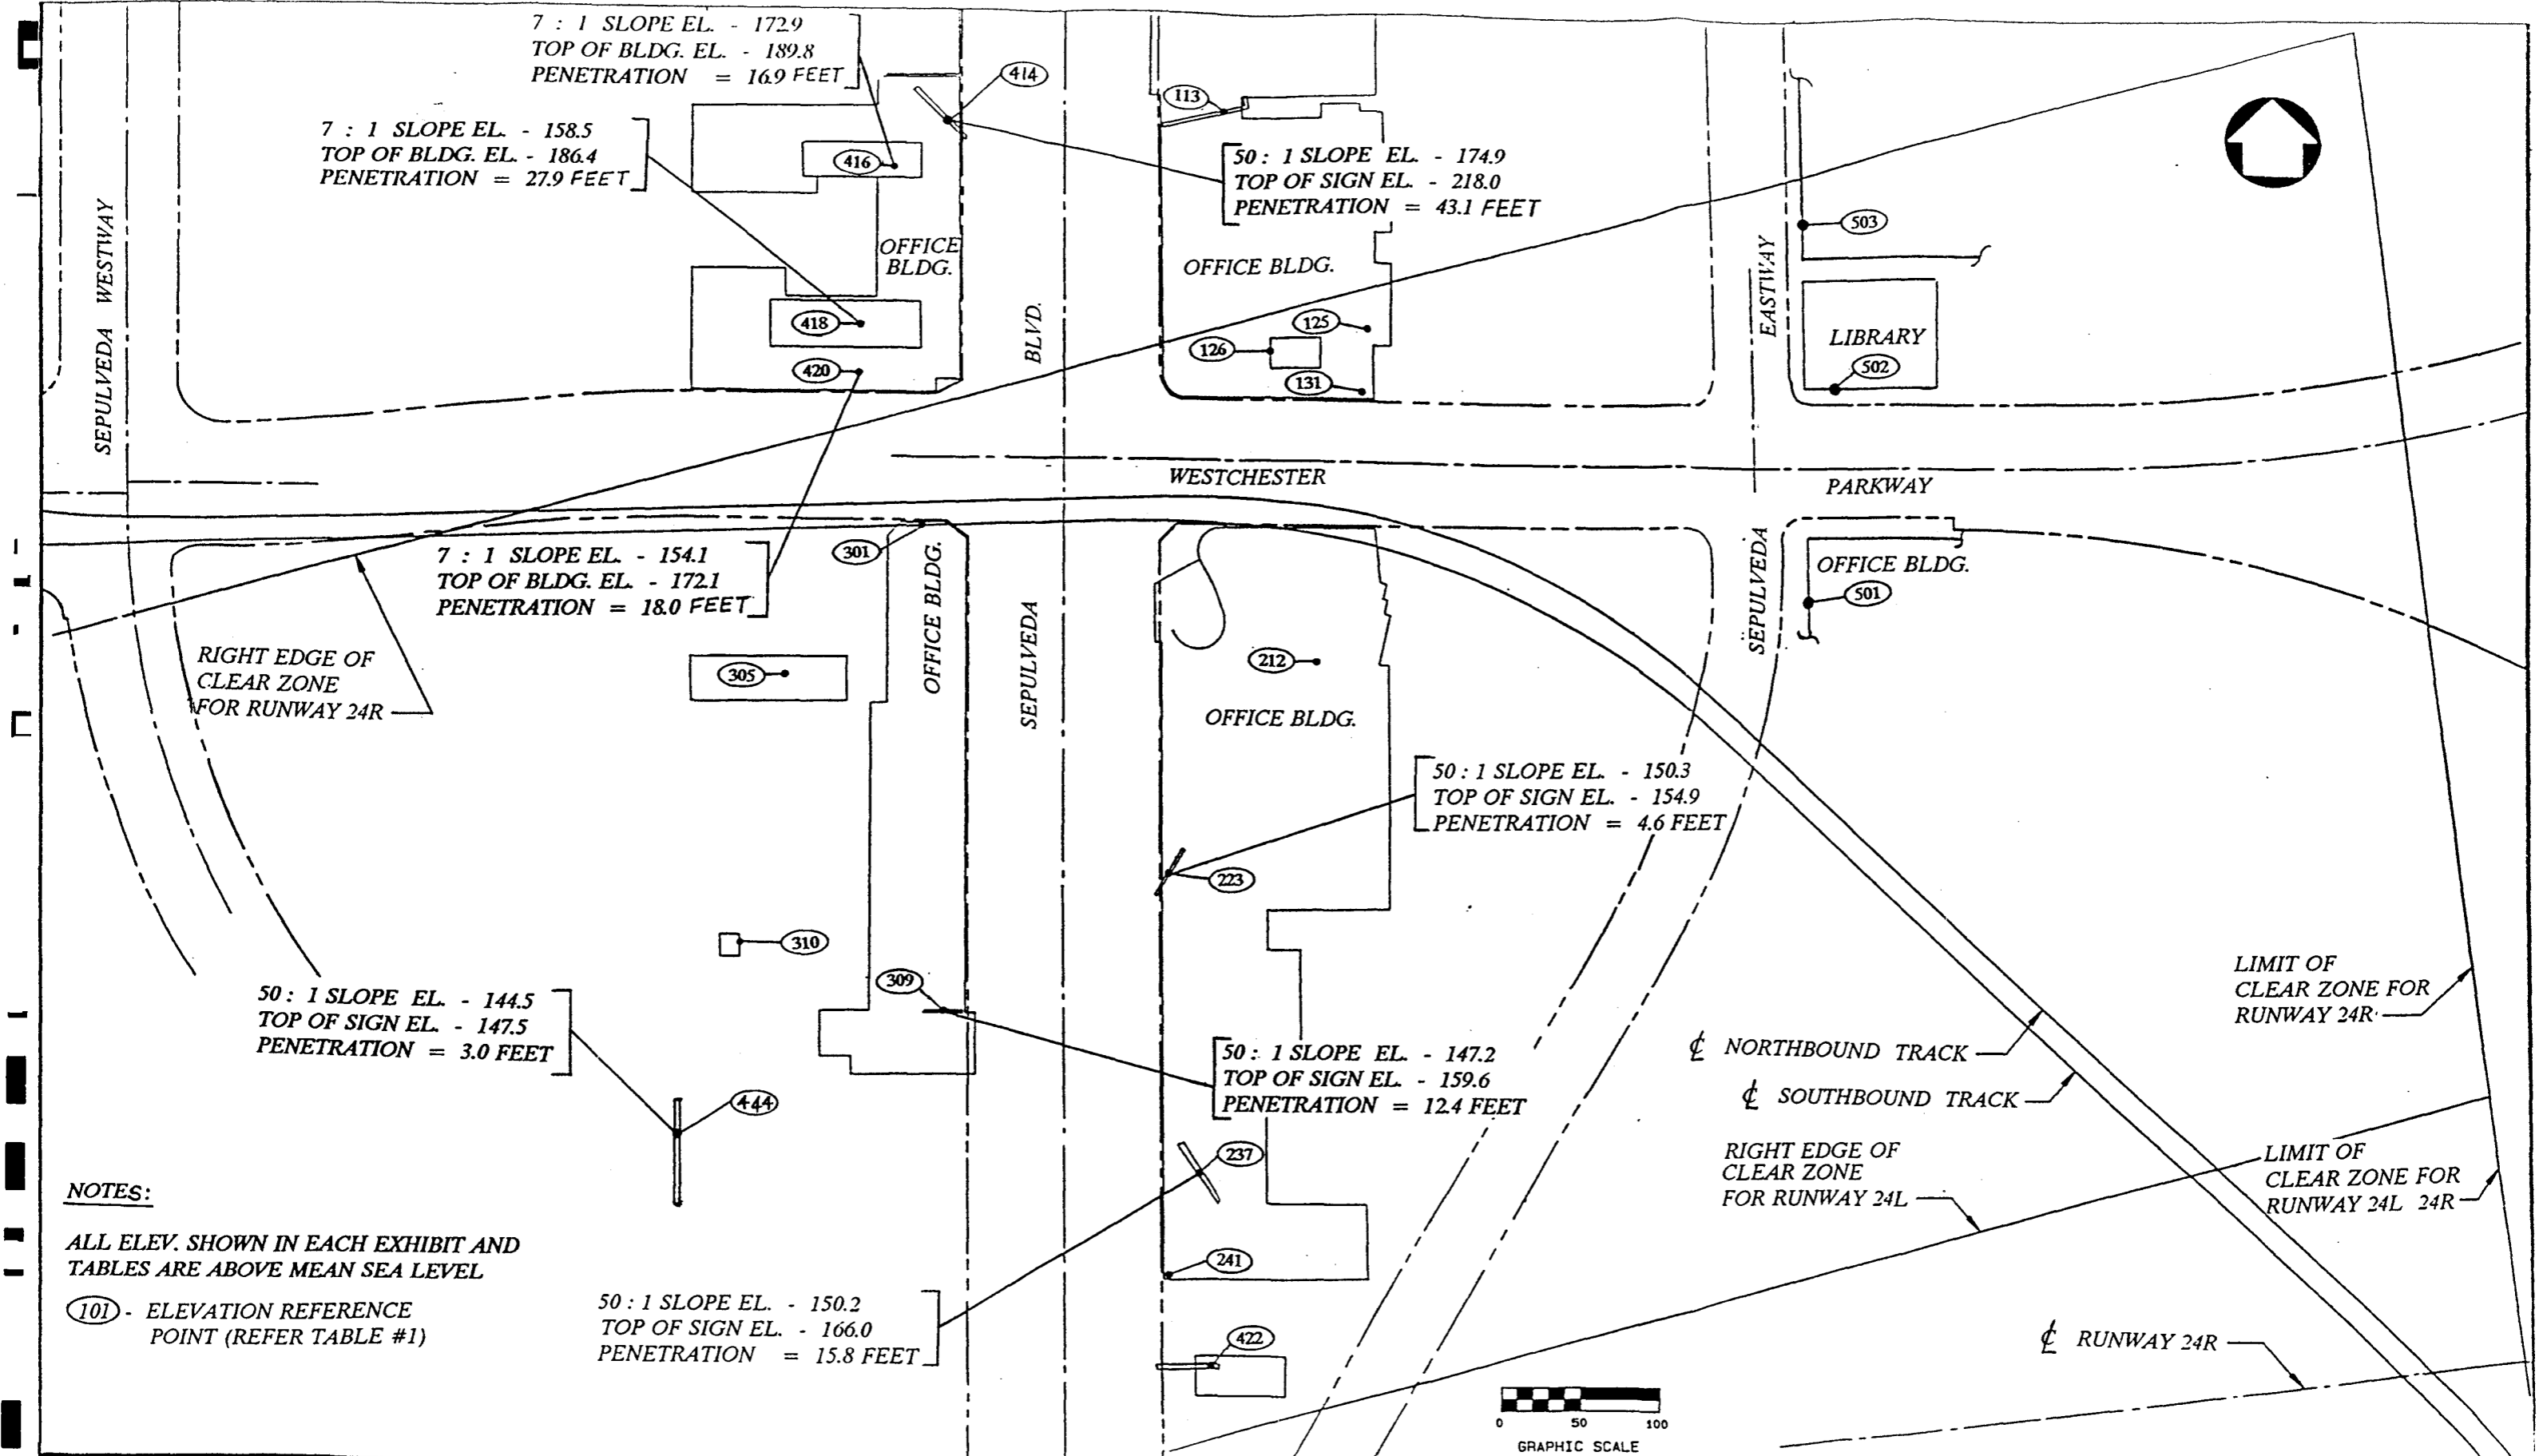 7 : 1 SLOPE EL. - 172.9
TOP OF BLDG. EL. - 189.8
PENETRATION = 16.9 FEET
414
113
7 : 1 SLOPE EL. - 158.5
TOP OF BLDG. EL. - 186.4
PENETRATION = 27.9 FEET
416
50 : 1 SLOPE EL. - 174.9
TOP OF SIGN EL. - 218.0
PENETRATION = 43.1 FEET
503
SEPULVEDA WESTWAY
OFFICE
BLDG.
OFFICE BLDG.
EASTWAY
BLVD.
418
125
126
LIBRARY
420
131
502
WESTCHESTER
PARKWAY
7 : 1 SLOPE EL. - 154.1
TOP OF BLDG. EL. - 172.1
PENETRATION = 18.0 FEET
301
OFFICE BLDG.
SEPULVEDA
SEPULVEDA
OFFICE BLDG.
501
RIGHT EDGE OF
CLEAR ZONE
FOR RUNWAY 24R
305
212
OFFICE BLDG.
50 : 1 SLOPE EL. - 150.3
TOP OF SIGN EL. - 154.9
PENETRATION = 4.6 FEET
223
310
309
50 : 1 SLOPE EL. - 144.5
TOP OF SIGN EL. - 147.5
PENETRATION = 3.0 FEET
444
50 : 1 SLOPE EL. - 147.2
TOP OF SIGN EL. - 159.6
PENETRATION = 12.4 FEET
LIMIT OF
CLEAR ZONE FOR
RUNWAY 24R
℄ NORTHBOUND TRACK
℄ SOUTHBOUND TRACK
237
RIGHT EDGE OF
CLEAR ZONE
FOR RUNWAY 24L
LIMIT OF
CLEAR ZONE FOR
RUNWAY 24L 24R
NOTES:
ALL ELEV. SHOWN IN EACH EXHIBIT AND
TABLES ARE ABOVE MEAN SEA LEVEL
101 - ELEVATION REFERENCE
POINT (REFER TABLE #1)
241
50 : 1 SLOPE EL. - 150.2
TOP OF SIGN EL. - 166.0
PENETRATION = 15.8 FEET
422
℄ RUNWAY 24R
0 50 100
GRAPHIC SCALE